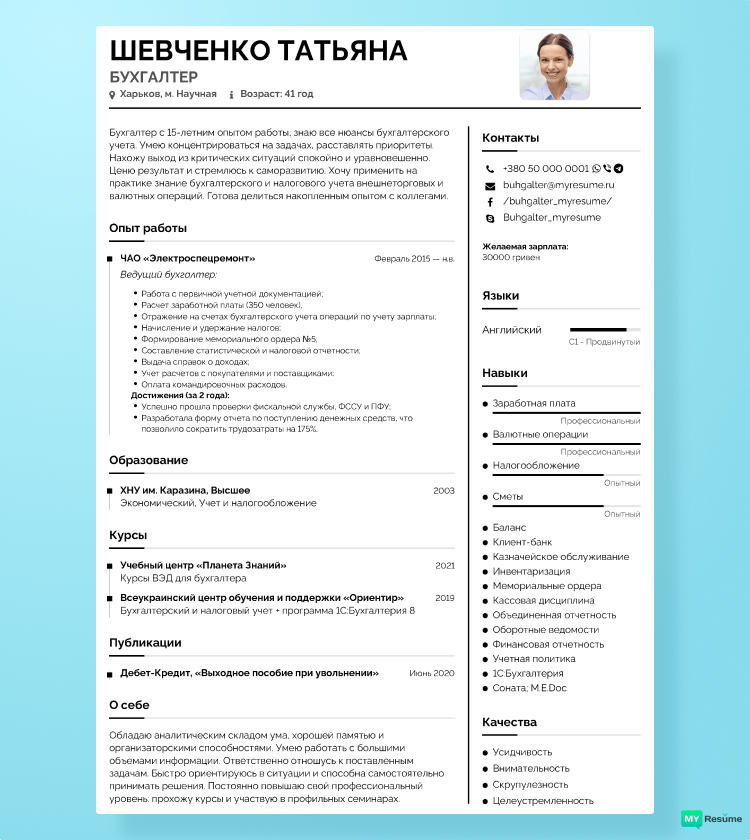 ШЕВЧЕНКО ТАТЬЯНА
БУХГАЛТЕР
Харьков, м. Научная Возраст: 41 год
Бухгалтер с 15-летним опытом работы, знаю все нюансы бухгалтерского
учета. Умею концентрироваться на задачах, расставлять приоритеты.
Нахожу выход из критических ситуаций спокойно и уравновешенно.
Ценю результат и стремлюсь к саморазвитию. Хочу применить на
практике знание бухгалтерского и налогового учета внешнеторговых и
валютных операций. Готова делиться накопленным опытом с коллегами.
Опыт работы
ЧАО «Электроспецремонт» Февраль 2015 — н.в.
Ведущий бухгалтер:
Работа с первичной учетной документацией;
Расчет заработной платы (350 человек),
Отражение на счетах бухгалтерского учета операций по учету зарплаты;
Начисление и удержание налогов;
Формирование мемориального ордера №5;
Составление статистической и налоговой отчетности;
Выдача справок о доходах;
Учет расчетов с покупателями и поставщиками:
Оплата командировочных расходов.
Достижения (за 2 года):
Успешно прошла проверки фискальной службы, ФССУ и ПФУ;
Разработала форму отчета по поступлению денежных средств, что
позволило сократить трудозатраты на 175%.
Образование
ХНУ им. Каразина, Высшее 2003
Экономический, Учет и налогообложение
Курсы
Учебный центр «Планета Знаний» 2021
Курсы ВЭД для бухгалтера
Всеукраинский центр обучения и поддержки «Ориентир» 2019
Бухгалтерский и налоговый учет + программа 1С:Бухгалтерия 8
Публикации
Дебет-Кредит, «Выходное пособие при увольнении» Июнь 2020
О себе
Обладаю аналитическим складом ума, хорошей памятью и
организаторскими способностями. Умею работать с большими
объемами информации. Ответственно отношусь к поставленным
задачам. Быстро ориентируюсь в ситуации и способна самостоятельно
принимать решения. Постоянно повышаю свой профессиональный
уровень: прохожу курсы и участвую в профильных семинарах.
Контакты
+380 50 000 0001
buhgalter@myresume.ru
/buhgalter_myresume/
Buhgalter_myresume
Желаемая зарплата:
30000 гривен
Языки
Английский
C1 - Продвинутый
Навыки
Заработная плата
Профессиональный
Валютные операции
Профессиональный
Налогообложение
Опытный
Сметы
Опытный
Баланс
Клиент-банк
Казначейское обслуживание
Инвентаризация
Мемориальные ордера
Кассовая дисциплина
Объединенная отчетность
Оборотные ведомости
Финансовая отчетность
Учетная политика
1С:Бухгалтерия
Соната; M.E.Doc
Качества
Усидчивость
Внимательность
Скрупулезность
Целеустремленность
MY Resume